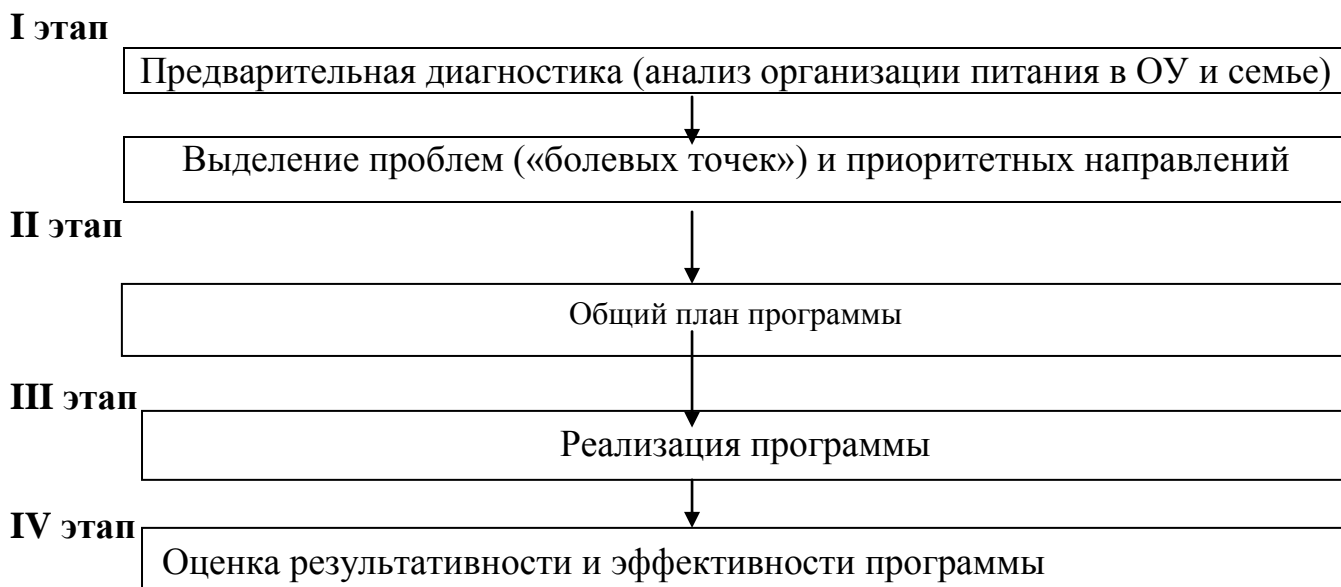 I этап
Предварительная диагностика (анализ организации питания в ОУ и семье)
Выделение проблем («болевых точек») и приоритетных направлений
II этап
Общий план программы
III этап
Реализация программы
IV этап
Оценка результативности и эффективности программы